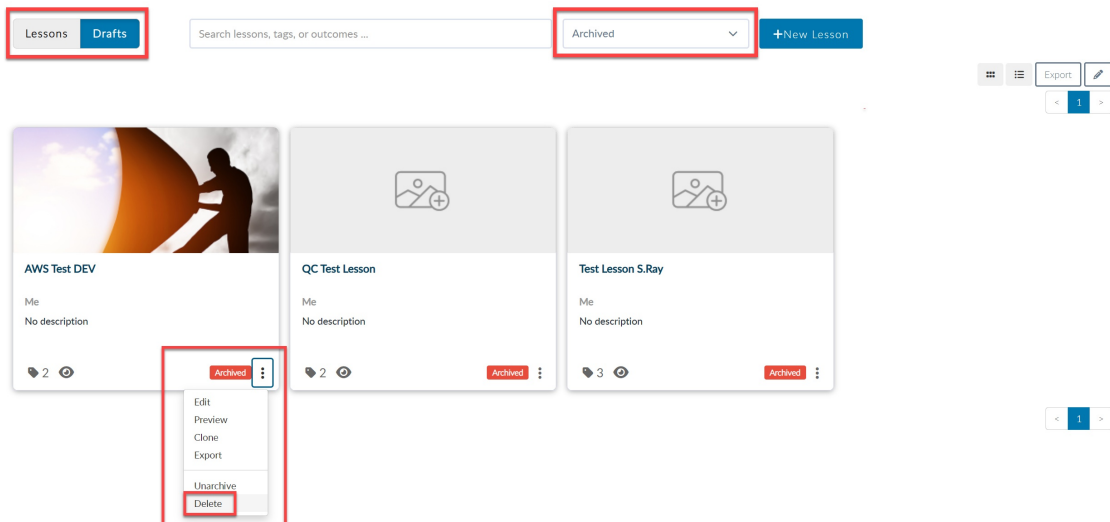 Lessons Drafts Search lessons, tags, or outcomes ... Archived +New Lesson
Export
< 1 >
AWS Test DEV QC Test Lesson Test Lesson S.Ray
Me Me Me
No description No description No description
2 Archived 2 Archived 3 Archived
Edit
Preview
Clone
Export
< 1 >
Unarchive
Delete